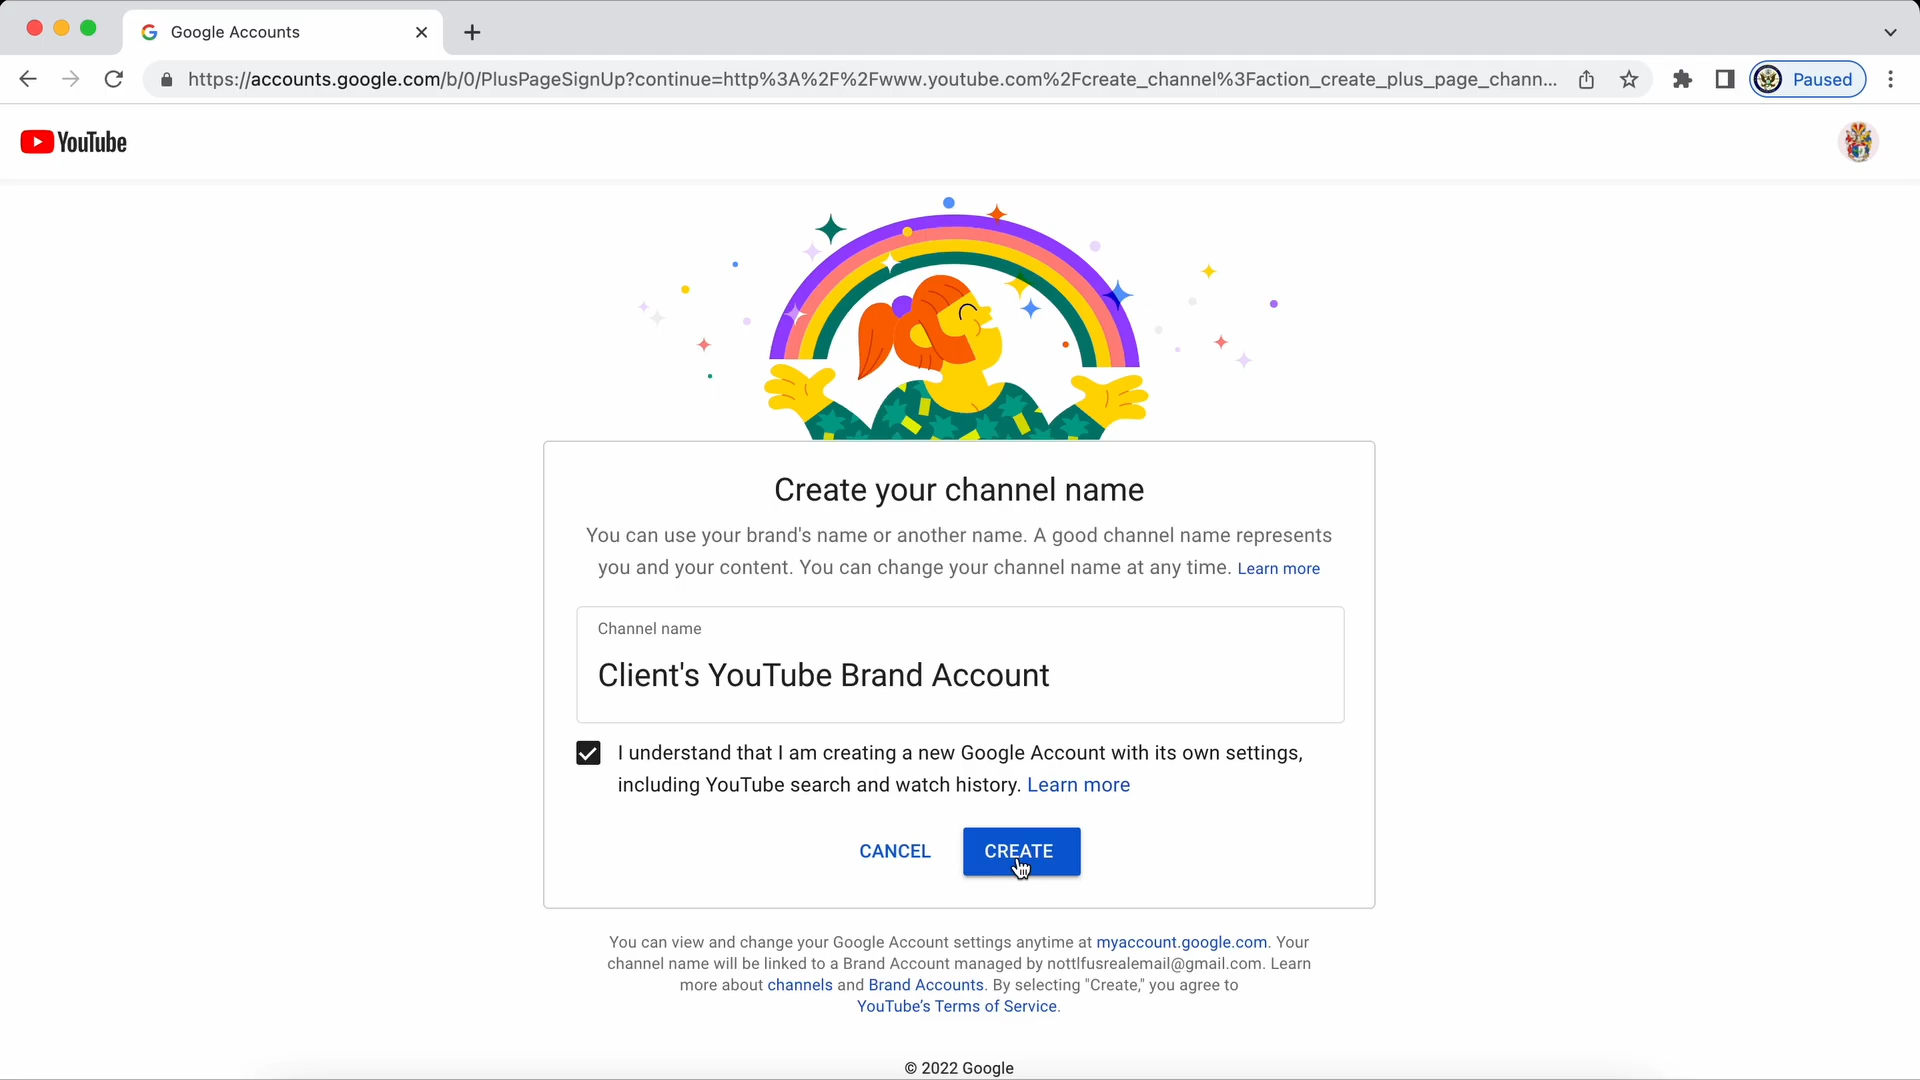 Google Accounts
https://accounts.google.com/b/0/PlusPageSignUp?continue=http%3A%2F%2Fwww.youtube.com%2Fcreate_channel%3Faction_create_plus_page_chann...
Paused
YouTube
Create your channel name
You can use your brand's name or another name. A good channel name represents
you and your content. You can change your channel name at any time. Learn more
Channel name
Client's YouTube Brand Account
I understand that I am creating a new Google Account with its own settings,
including YouTube search and watch history. Learn more
CANCEL CREATE
You can view and change your Google Account settings anytime at myaccount.google.com. Your
channel name will be linked to a Brand Account managed by nottlfusrealemail@gmail.com. Learn
more about channels and Brand Accounts. By selecting "Create," you agree to
YouTube's Terms of Service.
© 2022 Google